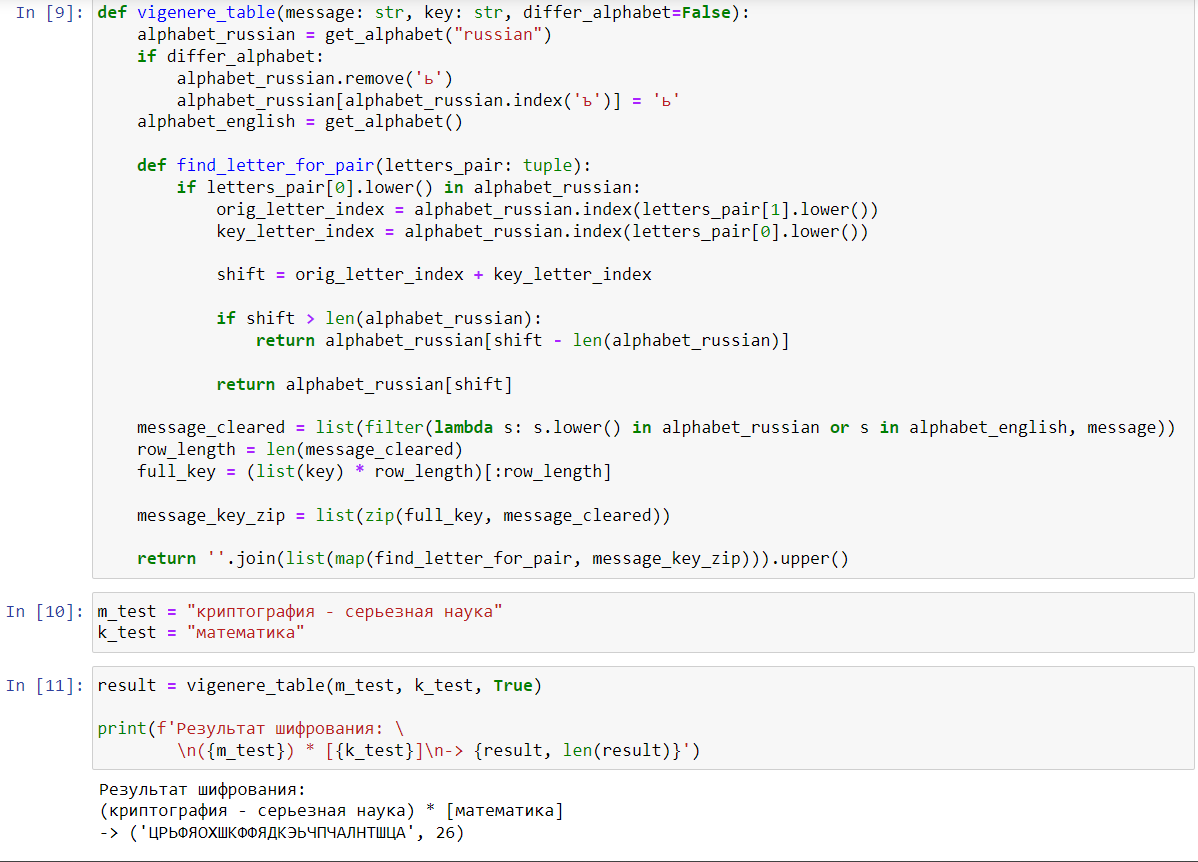 In [9]: def vigenere_table(message: str, key: str, differ_alphabet=False):
    alphabet_russian = get_alphabet("russian")
    if differ_alphabet:
        alphabet_russian.remove('ь')
        alphabet_russian[alphabet_russian.index('ъ')] = 'ь'
    alphabet_english = get_alphabet()
    def find_letter_for_pair(letters_pair: tuple):
        if letters_pair[0].lower() in alphabet_russian:
            orig_letter_index = alphabet_russian.index(letters_pair[1].lower())
            key_letter_index = alphabet_russian.index(letters_pair[0].lower())
            shift = orig_letter_index + key_letter_index
            if shift > len(alphabet_russian):
                return alphabet_russian[shift - len(alphabet_russian)]
            return alphabet_russian[shift]
    message_cleared = list(filter(lambda s: s.lower() in alphabet_russian or s in alphabet_english, message))
    row_length = len(message_cleared)
    full_key = (list(key) * row_length)[:row_length]
    message_key_zip = list(zip(full_key, message_cleared))
    return ''.join(list(map(find_letter_for_pair, message_key_zip))).upper()
In [10]: m_test = "криптография - серьезная наука"
k_test = "математика"
In [11]: result = vigenere_table(m_test, k_test, True)
print(f'Результат шифрования: \
        \n({m_test}) * [{k_test}]\n-> {result, len(result)}')
Результат шифрования:
(криптография - серьезная наука) * [математика]
-> ('ЦРЬФЯОХШКФФЯДКЭЬЧПЧАЛНТШЦА', 26)